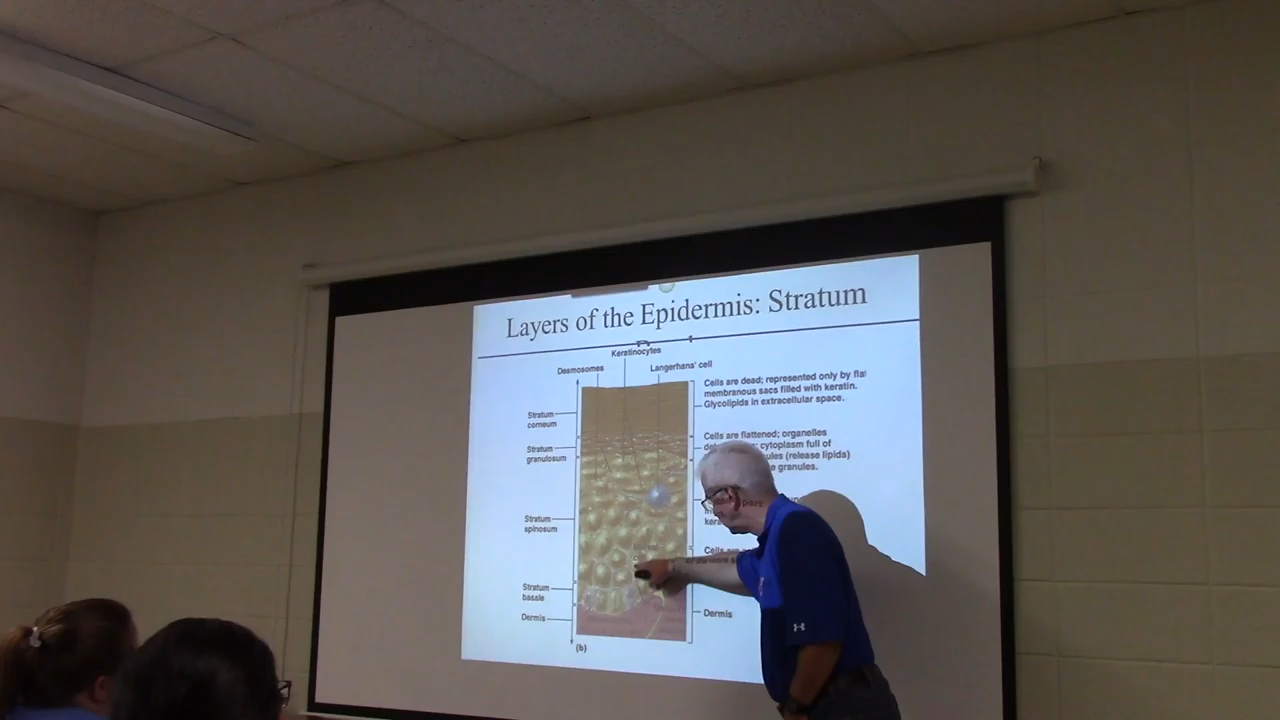 Layers of the Epidermis: Stratum
Keratinocytes
Desmosomes
Langerhans' cell
Cells are dead; represented only by flat
membranous sacs filled with keratin.
Glycolipids in extracellular space.
Stratum
corneum
Cells are flattened; organelles
cytoplasm full of
(release lipids)
granules.
Stratum
granulosum
Stratum
spinosum
Cells are
Stratum
basale
Dermis
Dermis
(b)